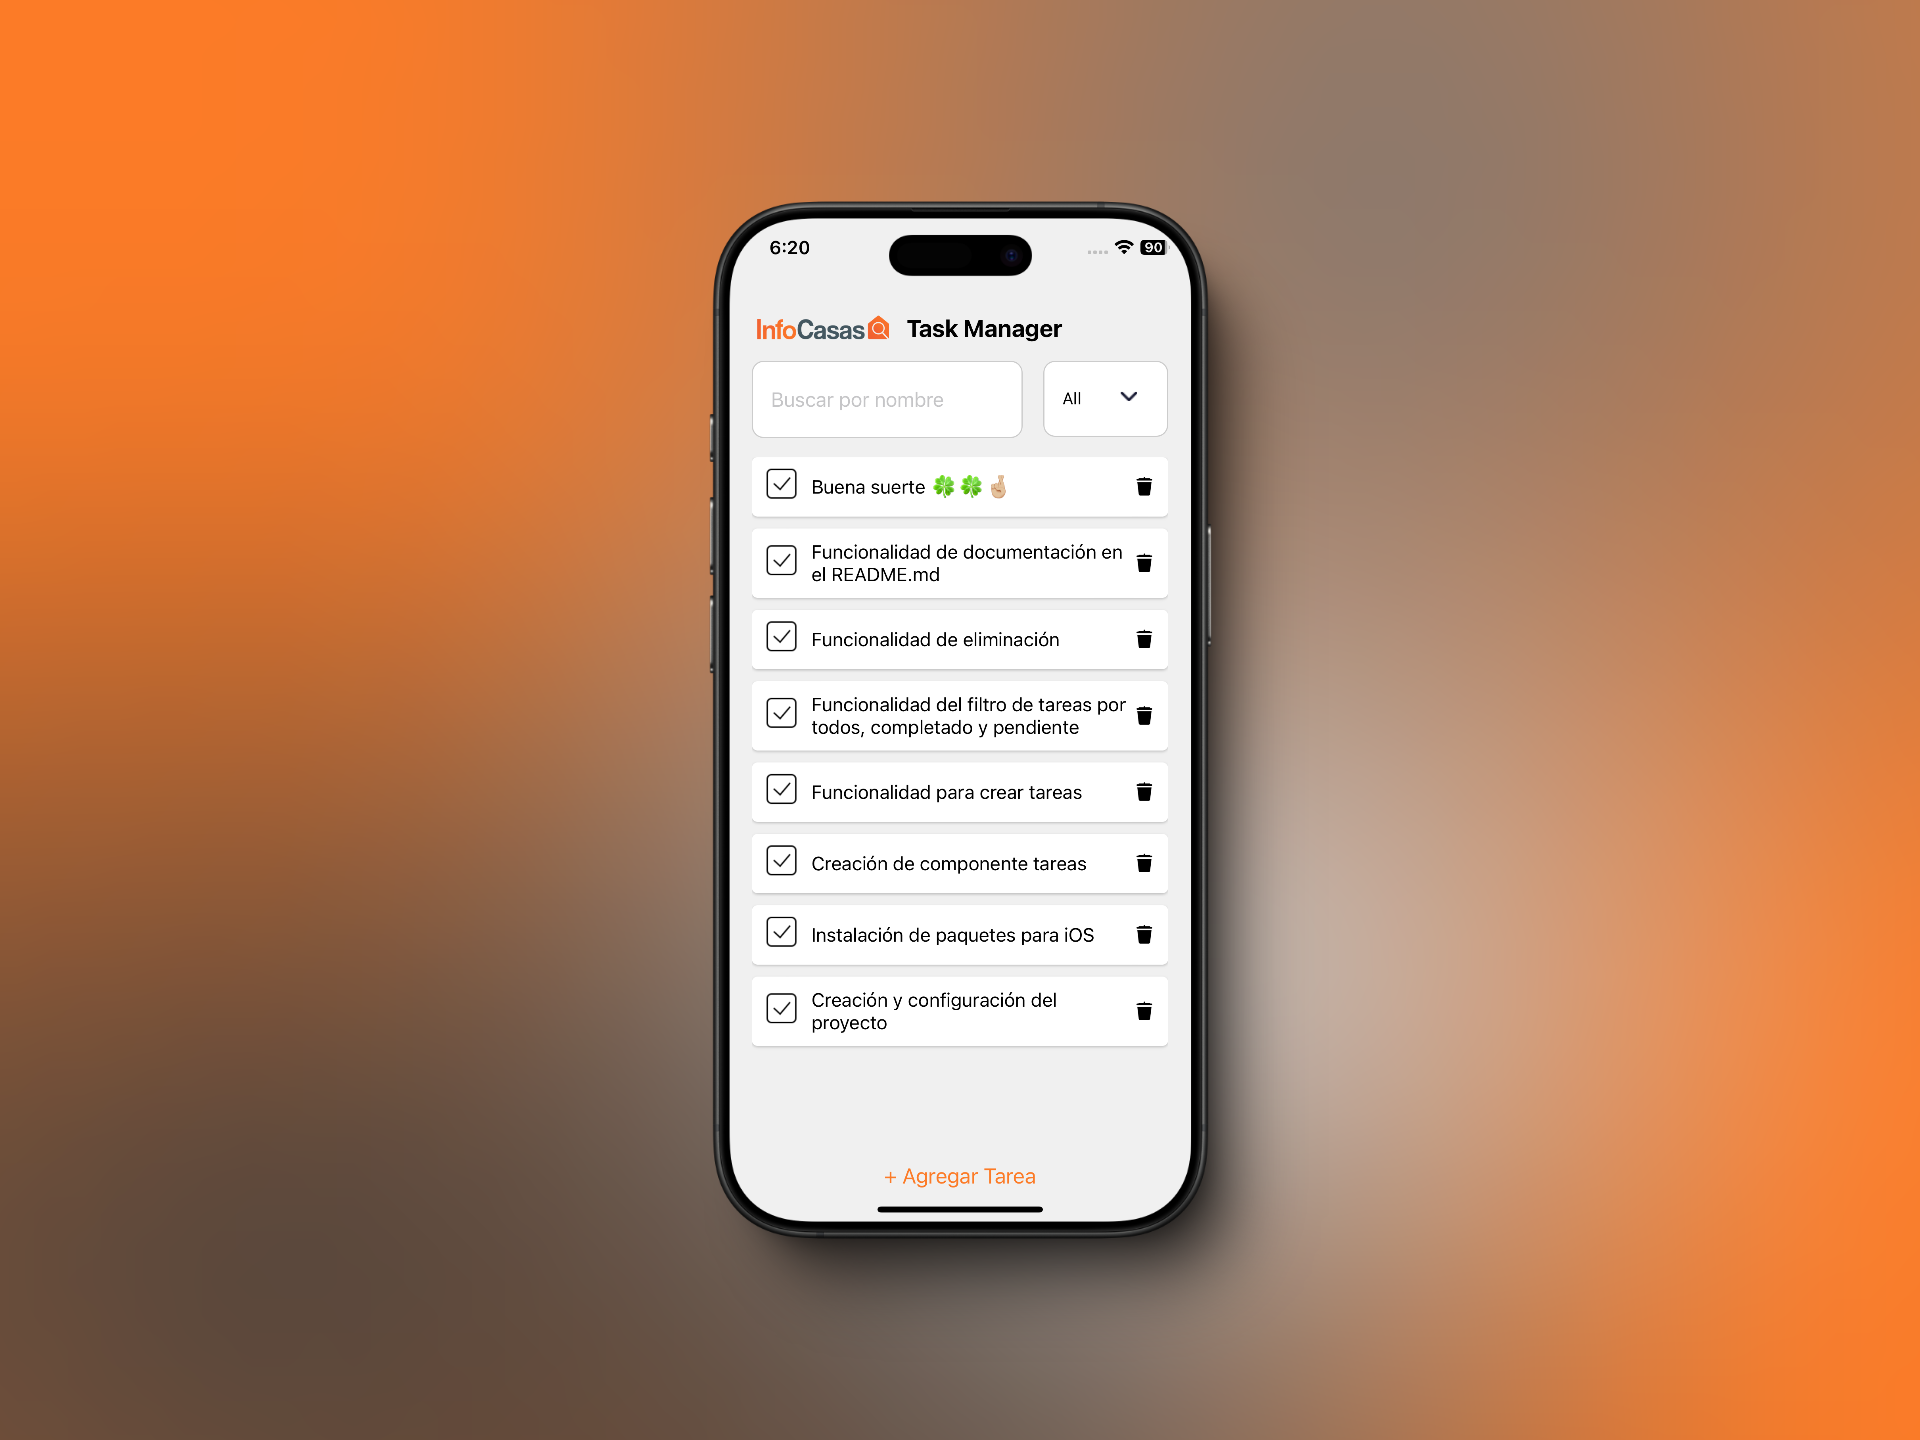 6:20
90
InfoCasas Task Manager
Buscar por nombre
All
Buena suerte 🍀🍀🤞🏼
Funcionalidad de documentación en
el README.md
Funcionalidad de eliminación
Funcionalidad del filtro de tareas por
todos, completado y pendiente
Funcionalidad para crear tareas
Creación de componente tareas
Instalación de paquetes para iOS
Creación y configuración del
proyecto
+ Agregar Tarea